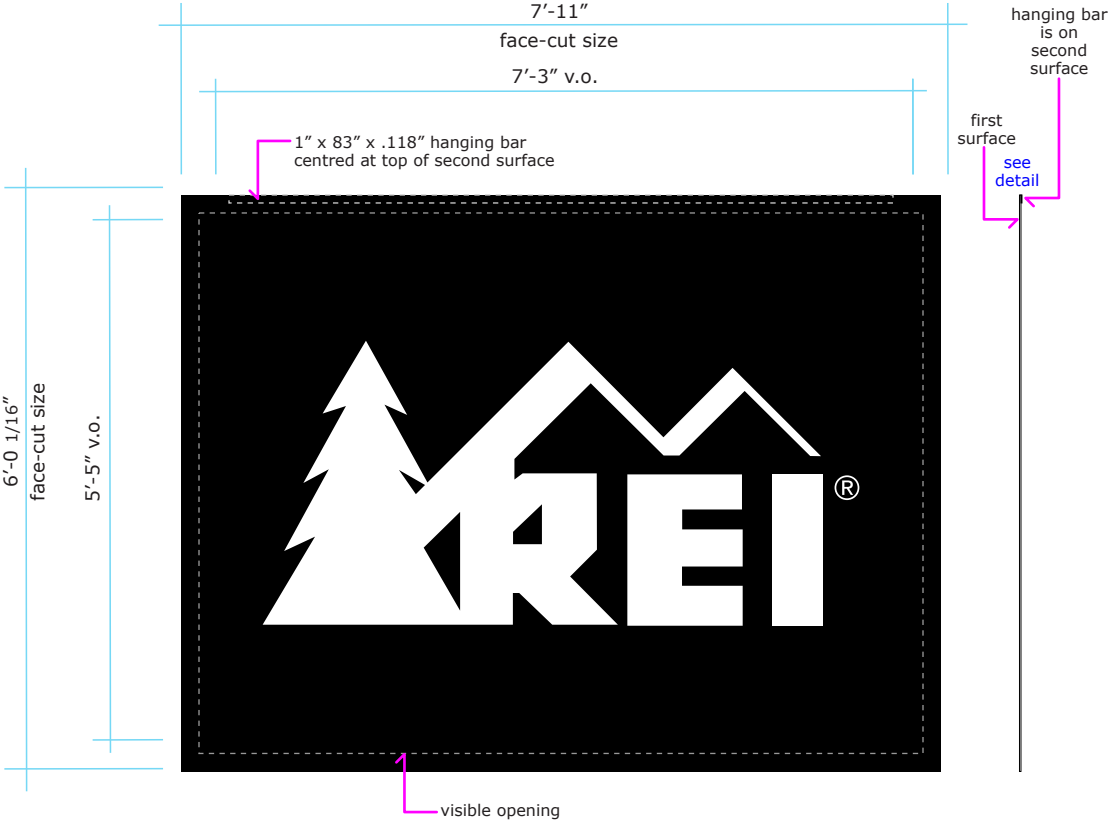 7’-11”
face-cut size
7’-3” v.o.
hanging bar
is on
second
surface
1” x 83” x .118” hanging bar
centred at top of second surface
first
surface
see
detail
6’-0 1/16”
face-cut size
5’-5” v.o.
REI®
visible opening